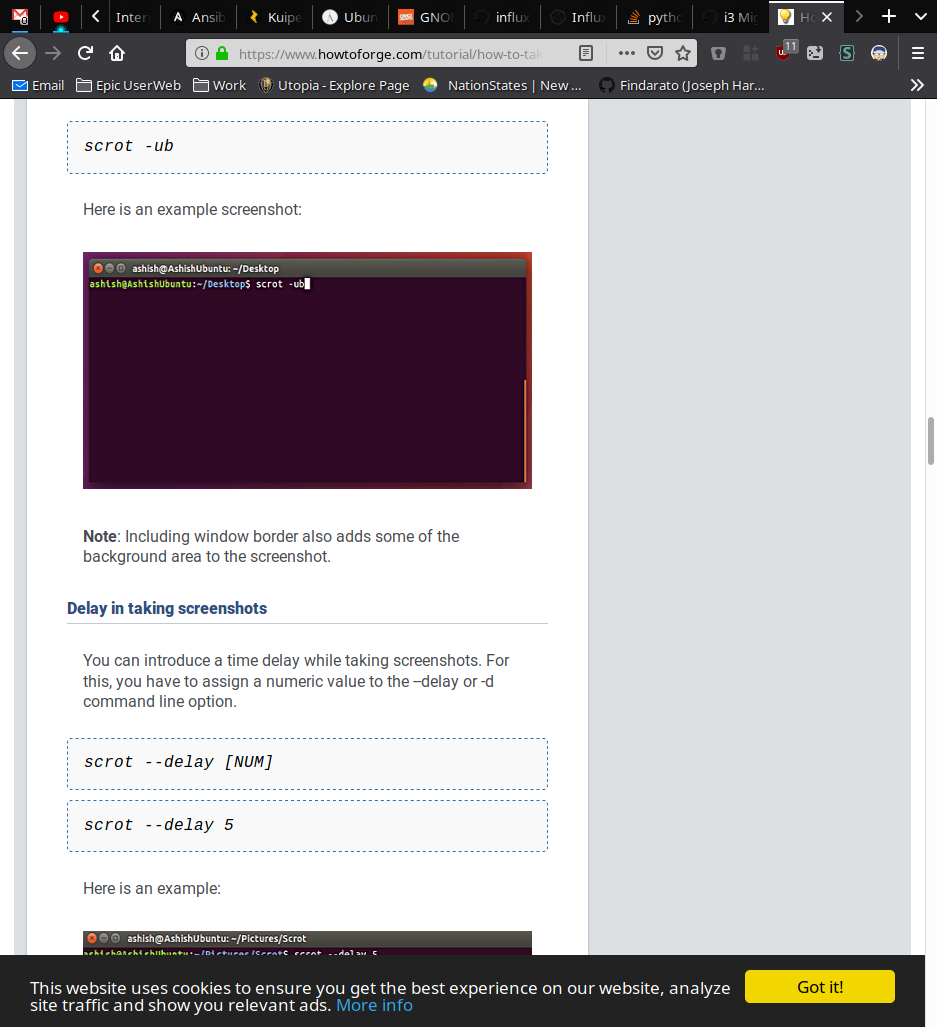 0
Inter
Ansib
Kuipe
Ubun
GNO
influx
Influx
pytho
i3 Mig
Ho
https://www.howtoforge.com/tutorial/how-to-tak
11
Email
Epic UserWeb
Work
Utopia - Explore Page
NationStates | New ...
Findarato (Joseph Har...
scrot -ub
Here is an example screenshot:
ashish@AshishUbuntu: ~/Desktop
ashish@AshishUbuntu:~/Desktop$ scrot -ub
Note: Including window border also adds some of the
background area to the screenshot.
Delay in taking screenshots
You can introduce a time delay while taking screenshots. For
this, you have to assign a numeric value to the –delay or -d
command line option.
scrot --delay [NUM]
scrot --delay 5
Here is an example:
ashish@AshishUbuntu: ~/Pictures/Scrot
ashish@AshishUbuntu:~/Pictures/Scrot$ scrot --delay 5
This website uses cookies to ensure you get the best experience on our website, analyze
site traffic and show you relevant ads. More info
Got it!